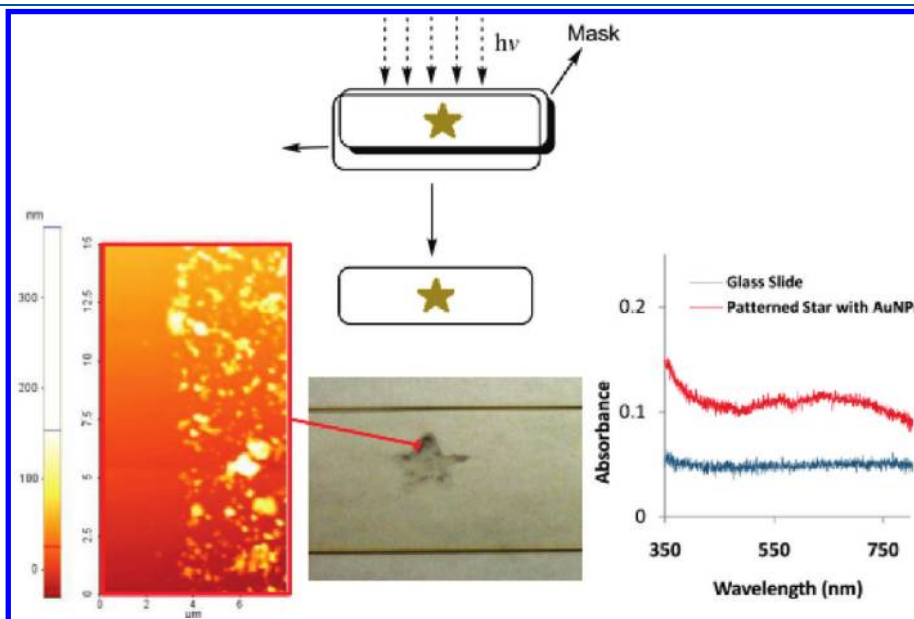 hν
Mask
nm
300
200
100
0
15
12.5
10
7.5
5
2.5
0
0 2 4 6
µm
Glass Slide
Patterned Star with AuNP
0.2
0.1
0
Absorbance
350 550 750
Wavelength (nm)